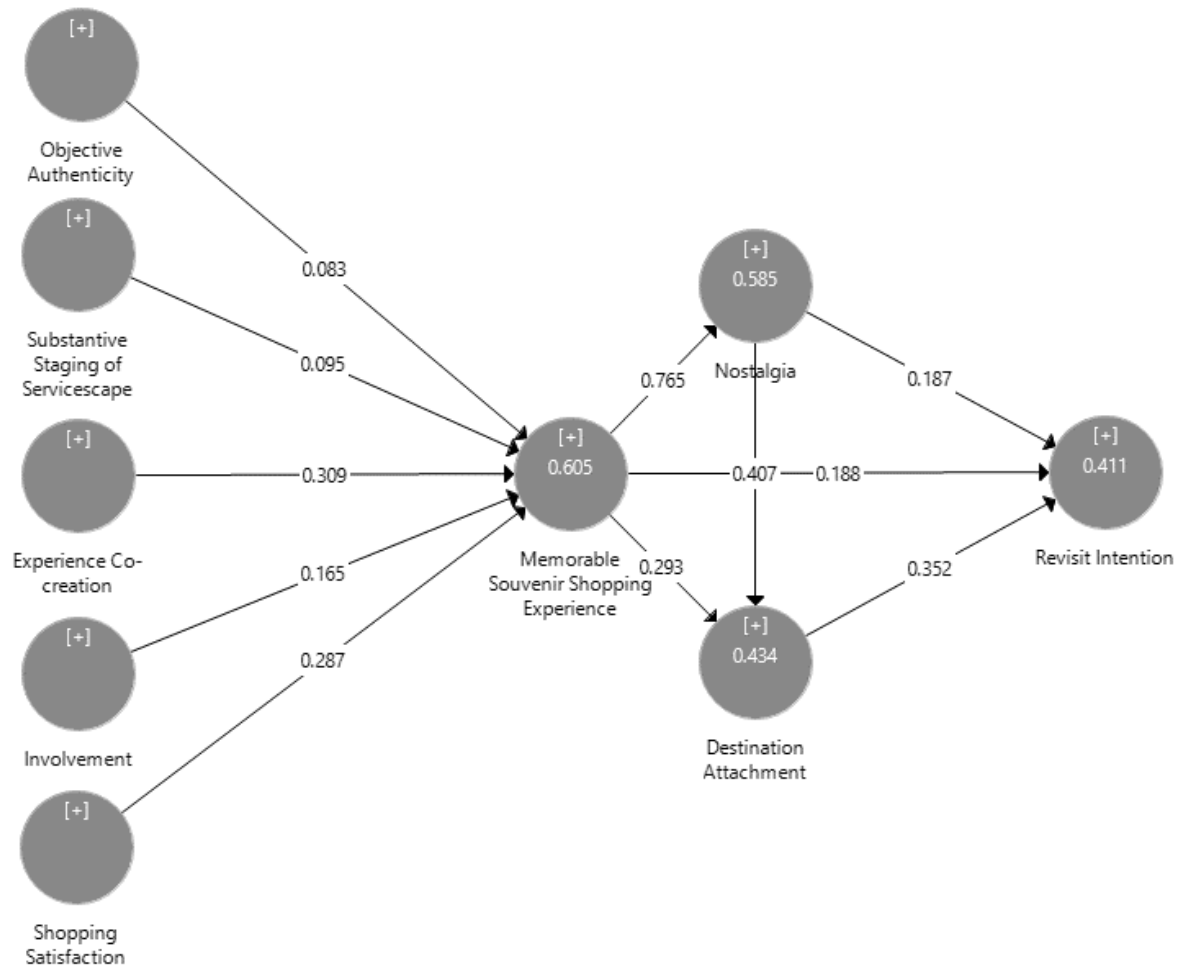 [+]
Objective
Authenticity
[+]
Substantive
Staging of
Servicescape
[+]
Experience Co-
creation
[+]
Involvement
[+]
Shopping
Satisfaction
0.083
0.095
0.309
0.165
0.287
[+]
0.605
Memorable
Souvenir Shopping
Experience
0.765
0.293
[+]
0.585
Nostalgia
0.407
0.188
[+]
0.434
Destination
Attachment
0.187
0.352
[+]
0.411
Revisit Intention